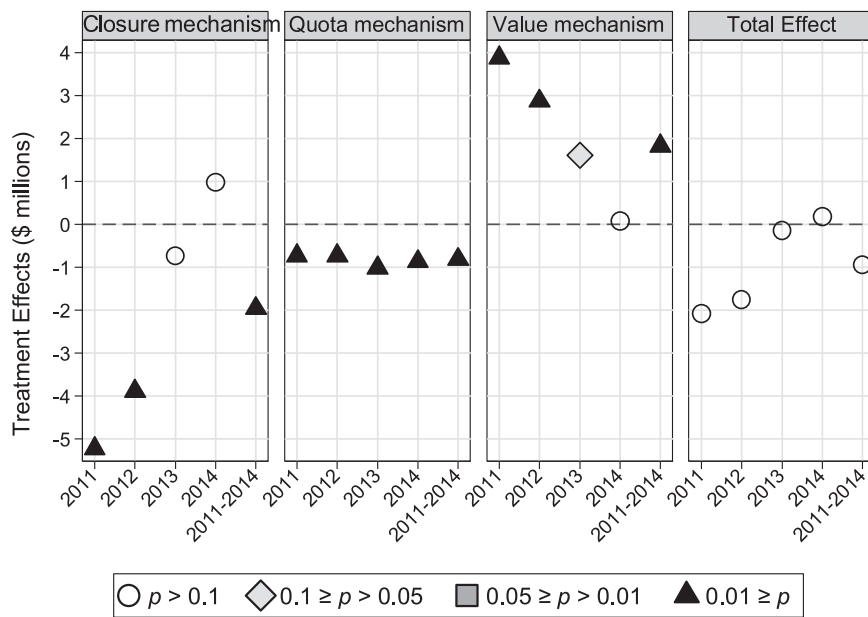 Closure mechanism Quota mechanism Value mechanism Total Effect
Treatment Effects ($ millions)
4
3
2
1
0
-1
-2
-3
-4
-5
2011 2012 2013 2014 2011-2014 2011 2012 2013 2014 2011-2014 2011 2012 2013 2014 2011-2014 2011 2012 2013 2014 2011-2014
p > 0.1 0.1 ≥ p > 0.05 0.05 ≥ p > 0.01 0.01 ≥ p